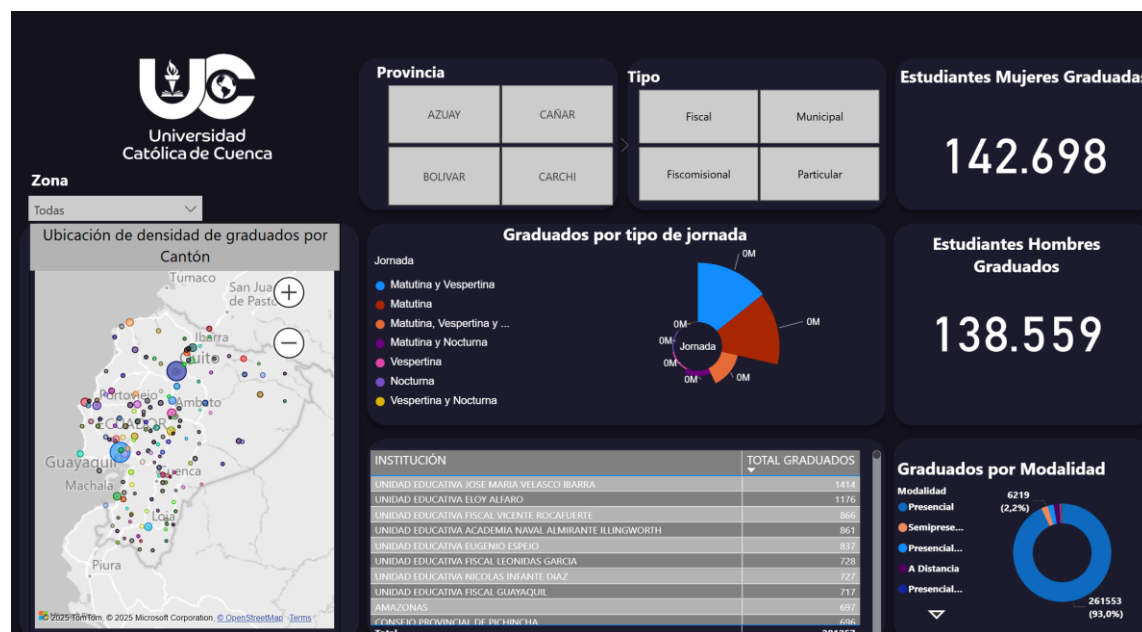 UC
Universidad
Católica de Cuenca
Zona
Todas
Provincia
AZUAY
CAÑAR
BOLIVAR
CARCHI
Tipo
Fiscal
Municipal
Fiscomisional
Particular
Estudiantes Mujeres Graduadas
142.698
Ubicación de densidad de graduados por
Cantón
Tumaco
San Jua
de Pasto
Ibarra
Quito
Portoviejo
Ambato
ECUADOR
Guayaquil
Cuenca
Machala
Loja
Piura
© 2025 TomTom. © 2025 Microsoft Corporation, © OpenStreetMap Terms
Graduados por tipo de jornada
Jornada
Matutina y Vespertina
Matutina
Matutina, Vespertina y ...
Matutina y Nocturna
Vespertina
Nocturna
Vespertina y Nocturna
0M
0M
0M
0M
0M
0M
0M
Jornada
Estudiantes Hombres
Graduados
138.559
INSTITUCIÓN TOTAL GRADUADOS
UNIDAD EDUCATIVA JOSE MARIA VELASCO IBARRA 1414
UNIDAD EDUCATIVA ELOY ALFARO 1176
UNIDAD EDUCATIVA FISCAL VICENTE ROCAFUERTE 866
UNIDAD EDUCATIVA ACADEMIA NAVAL ALMIRANTE ILLINGWORTH 861
UNIDAD EDUCATIVA EUGENIO ESPEJO 837
UNIDAD EDUCATIVA FISCAL LEONIDAS GARCIA 728
UNIDAD EDUCATIVA NICOLAS INFANTE DIAZ 727
UNIDAD EDUCATIVA FISCAL GUAYAQUIL 717
AMAZONAS 697
CONSEJO PROVINCIAL DE PICHINCHA 696
Total 281257
Graduados por Modalidad
Modalidad
Presencial
Semiprese...
Presencial...
A Distancia
Presencial...
6219
(2,2%)
261553
(93,0%)